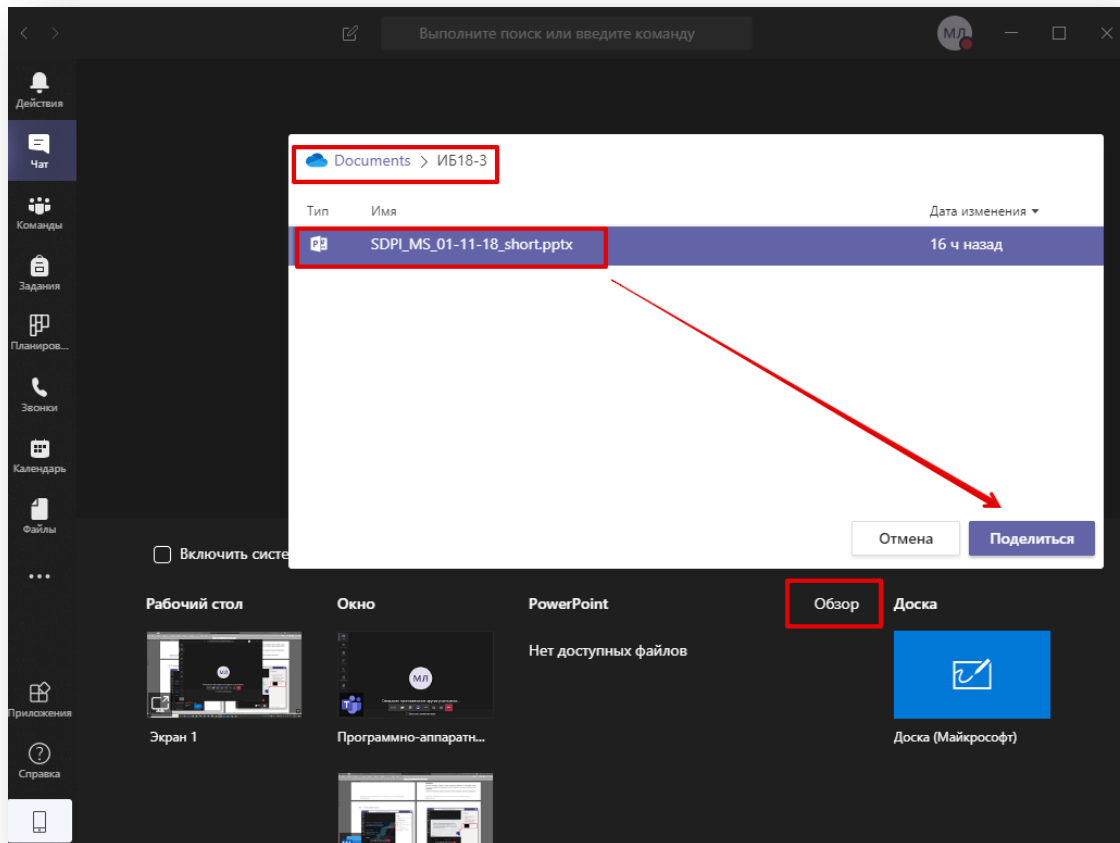 Выполните поиск или введите команду
МЛ
Действия
Чат
Команды
Задания
Планиров...
Звонки
Календарь
Файлы
Приложения
Справка
Documents > ИБ18-3
Тип Имя Дата изменения
SDPI_MS_01-11-18_short.pptx 16 ч назад
Отмена Поделиться
Включить систе
Рабочий стол Окно PowerPoint Обзор Доска
Нет доступных файлов
МЛ
МЛ
Экран 1 Программно-аппаратн... Доска (Майкрософт)